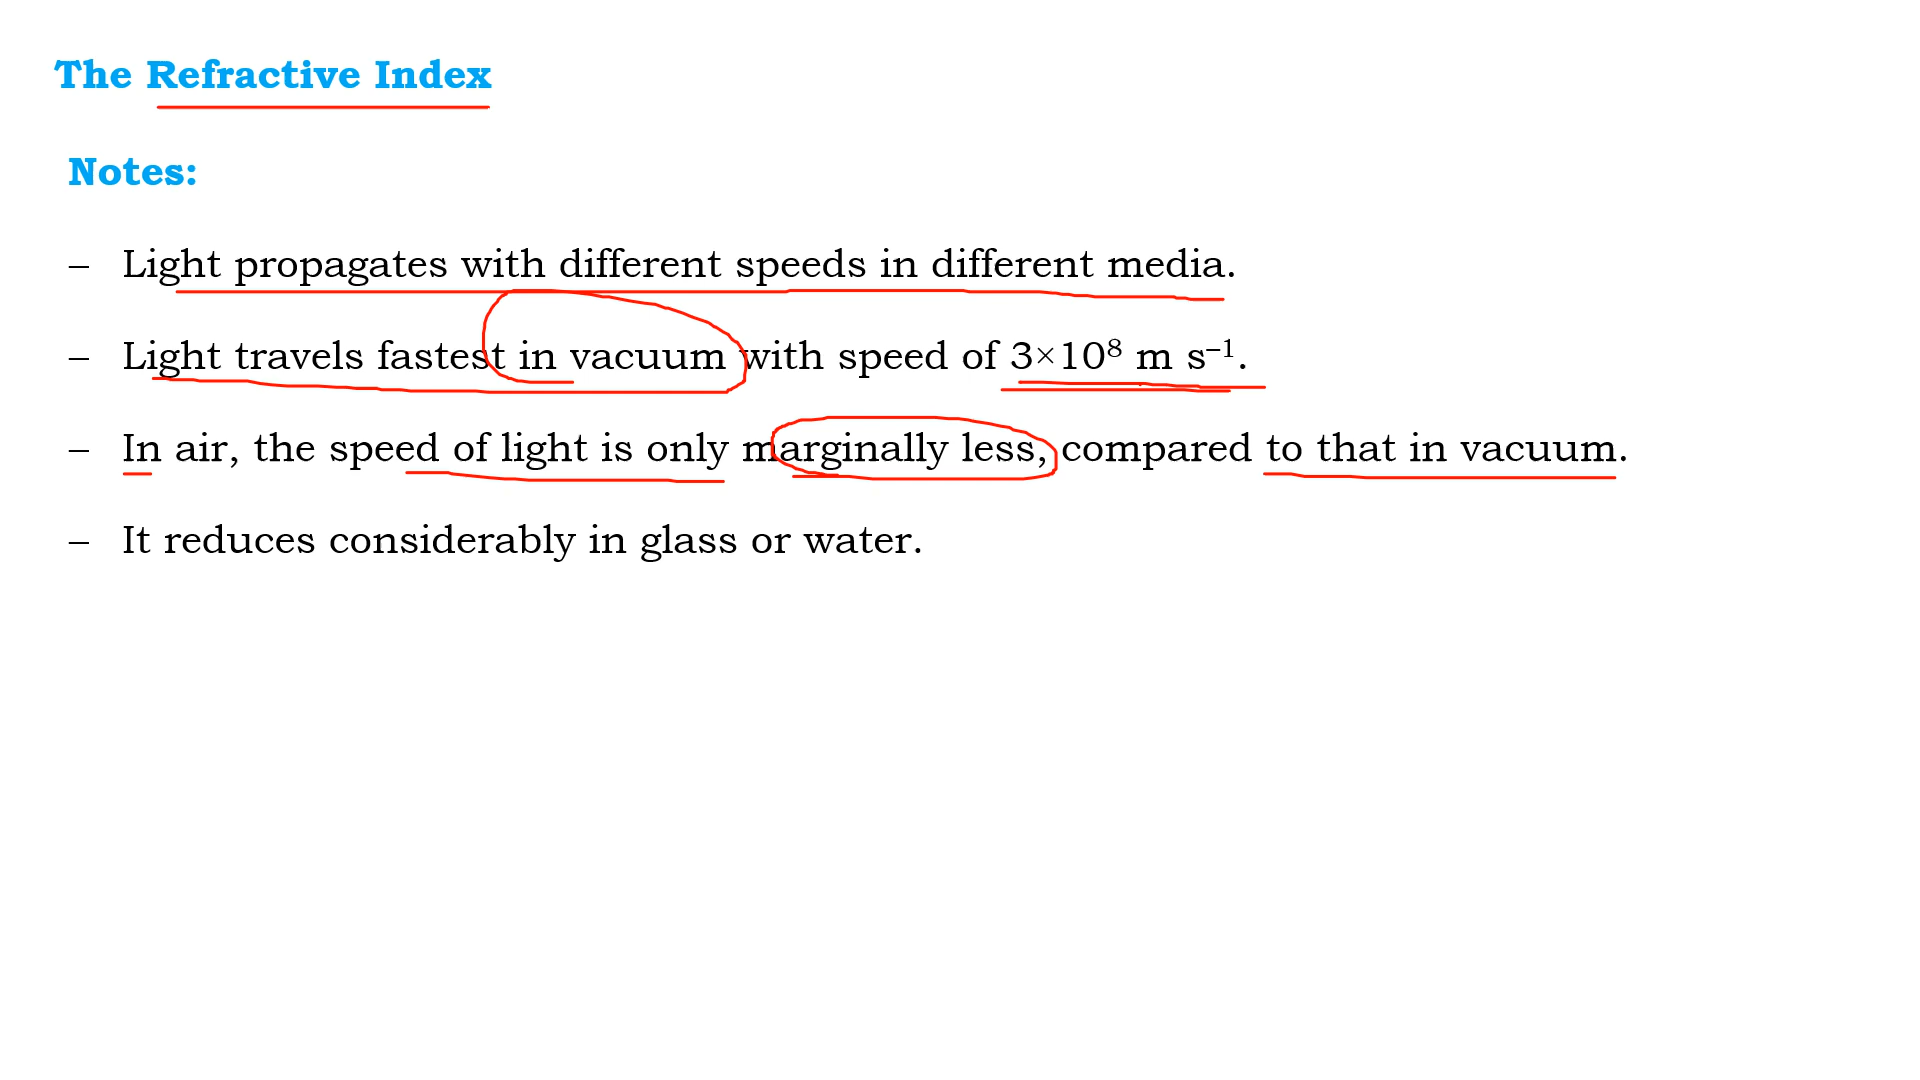 The Refractive Index
Notes:
– Light propagates with different speeds in different media.
– Light travels fastest in vacuum with speed of 3×10⁸ m s⁻¹.
– In air, the speed of light is only marginally less, compared to that in vacuum.
– It reduces considerably in glass or water.